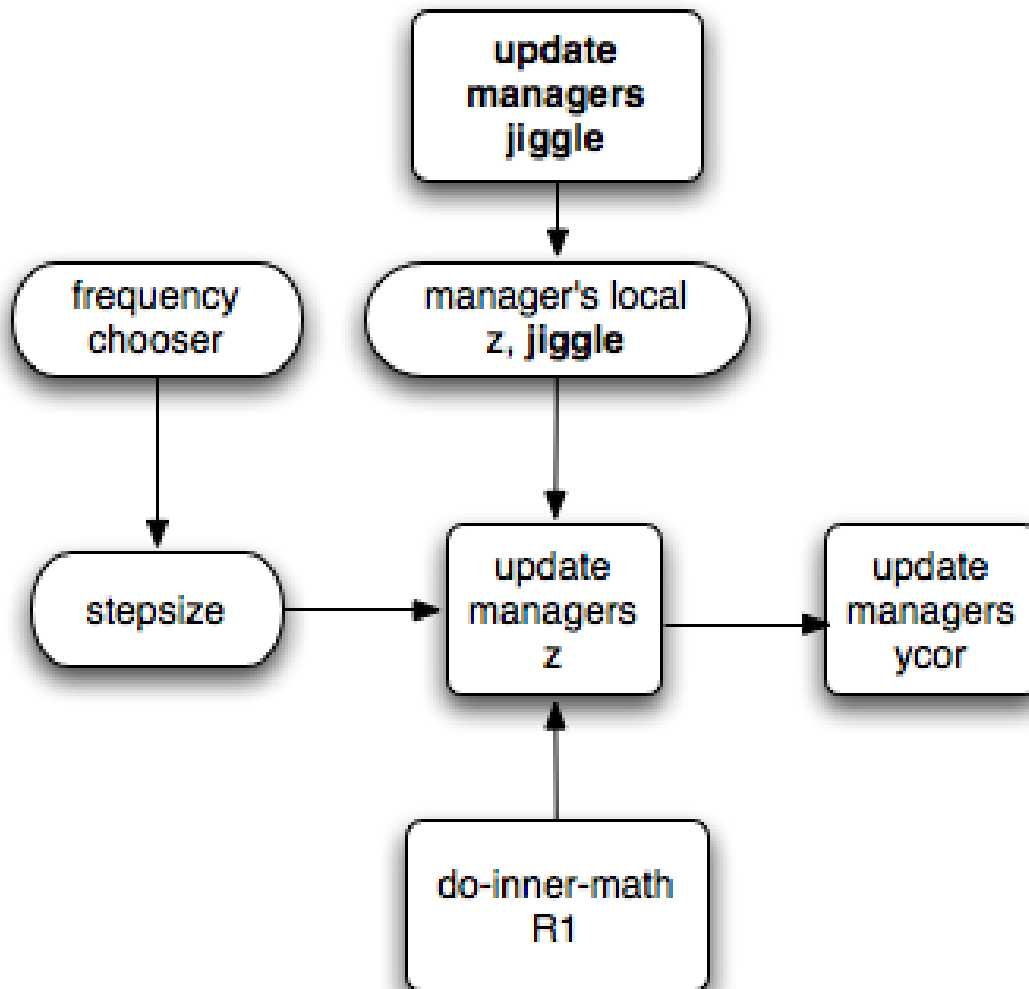 update
managers
jiggle
frequency
chooser
manager's local
z, jiggle
stepsize
update
managers
z
update
managers
ycor
do-inner-math
R1